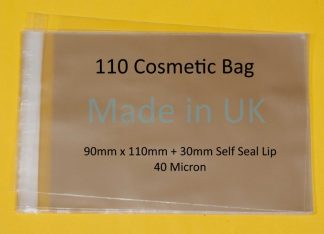 110 Cosmetic Bag
Made in UK
90mm x 110mm + 30mm Self Seal Lip
40 Micron